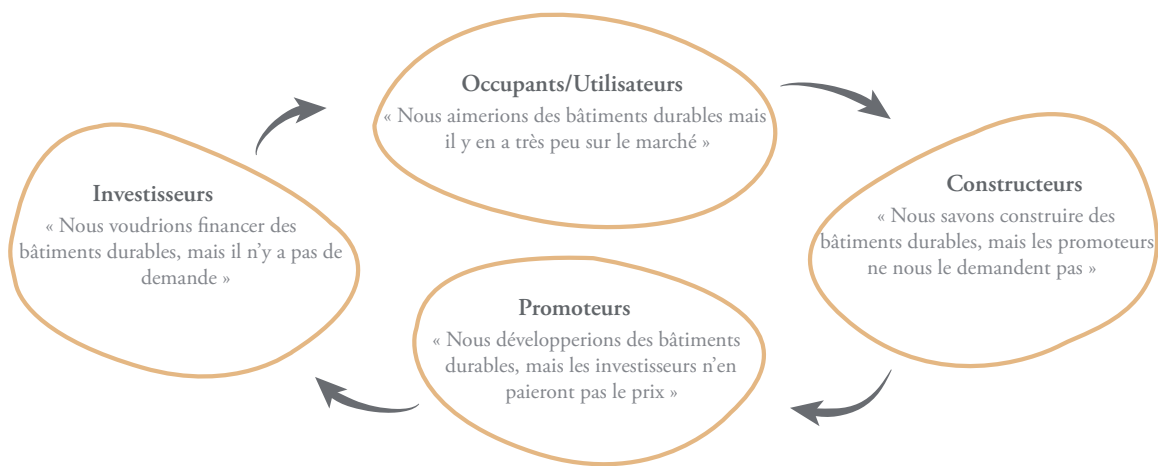 Occupants/Utilisateurs
« Nous aimerions des bâtiments durables mais
il y en a très peu sur le marché »
Investisseurs
« Nous voudrions financer des
bâtiments durables, mais il n’y a pas de
demande »
Constructeurs
« Nous savons construire des
bâtiments durables, mais les promoteurs
ne nous le demandent pas »
Promoteurs
« Nous développerions des bâtiments
durables, mais les investisseurs n’en
paieront pas le prix »